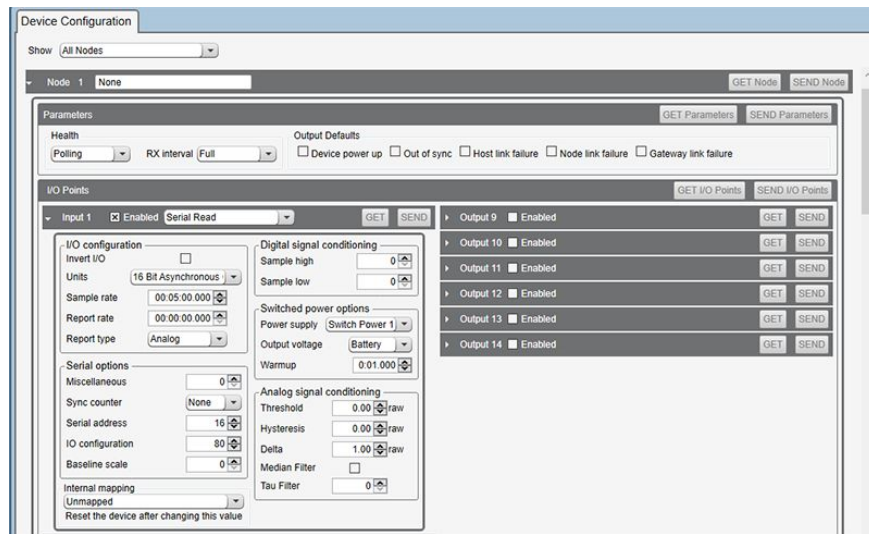 Device Configuration
Show All Nodes
Node 1 None GET Node SEND Node
Parameters GET Parameters SEND Parameters
Health Output Defaults
Polling RX interval Full Device power up Out of sync Host link failure Node link failure Gateway link failure
I/O Points GET I/O Points SEND I/O Points
Input 1 Enabled Serial Read GET SEND
I/O configuration
Invert I/O
Units 16 Bit Asynchronous
Sample rate 00:05:00.000
Report rate 00:00:00.000
Report type Analog
Serial options
Miscellaneous 0
Sync counter None
Serial address 16
IO configuration 80
Baseline scale 0
Internal mapping
Unmapped
Reset the device after changing this value
Digital signal conditioning
Sample high 0
Sample low 0
Switched power options
Power supply Switch Power 1
Output voltage Battery
Warmup 0:01.000
Analog signal conditioning
Threshold 0.00 raw
Hysteresis 0.00 raw
Delta 1.00 raw
Median Filter
Tau Filter 0
Output 9 Enabled GET SEND
Output 10 Enabled GET SEND
Output 11 Enabled GET SEND
Output 12 Enabled GET SEND
Output 13 Enabled GET SEND
Output 14 Enabled GET SEND